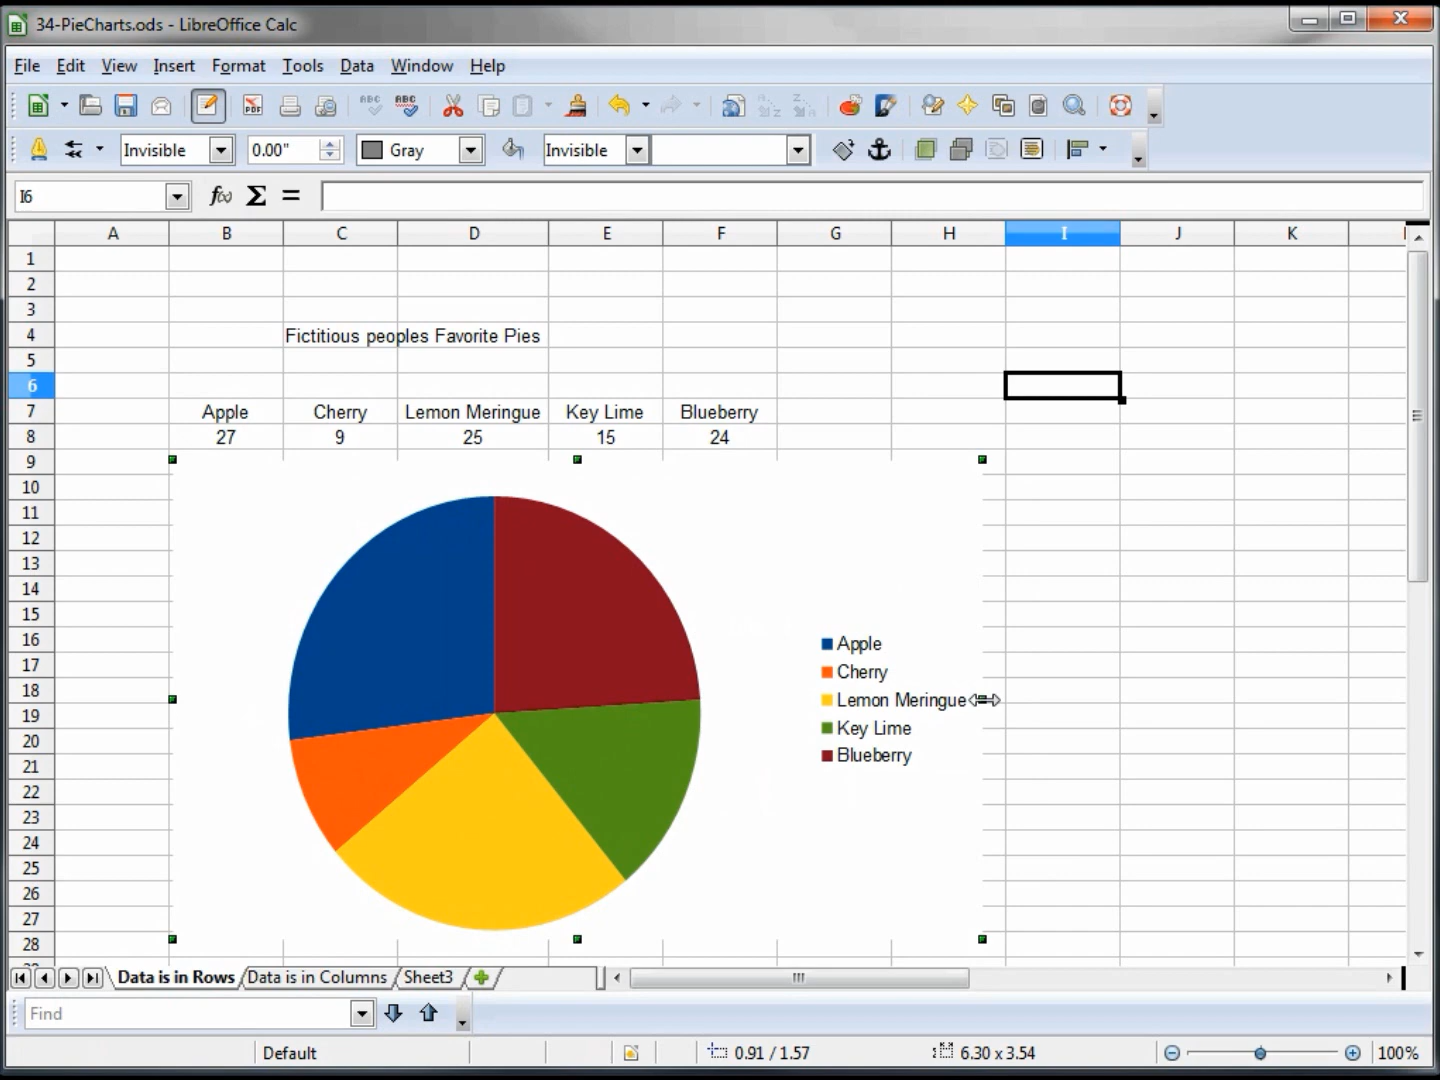 34-PieCharts.ods - LibreOffice Calc
File Edit View Insert Format Tools Data Window Help
PDF ABC ABC
Invisible 0.00" Gray Invisible
I6 f(x) Σ =
A B C D E F G H I J K
1
2
3
4 Fictitious peoples Favorite Pies
5
6
7 Apple Cherry Lemon Meringue Key Lime Blueberry
8 27 9 25 15 24
9
10
11
12
13
14
15
16 Apple
17 Cherry
18 Lemon Meringue
19 Key Lime
20 Blueberry
21
22
23
24
25
26
27
28
Data is in Rows Data is in Columns Sheet3
Find
Default 0.91 / 1.57 6.30 x 3.54 100%